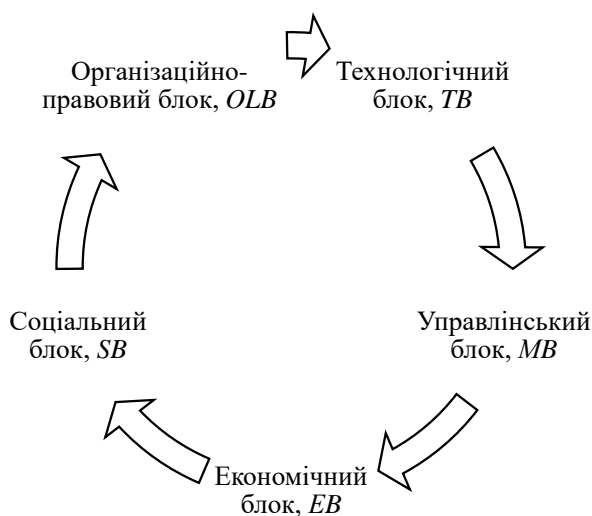 Організаційно-
правовий блок, OLB
Технологічний
блок, TB
Управлінський
блок, MB
Економічний
блок, EB
Соціальний
блок, SB